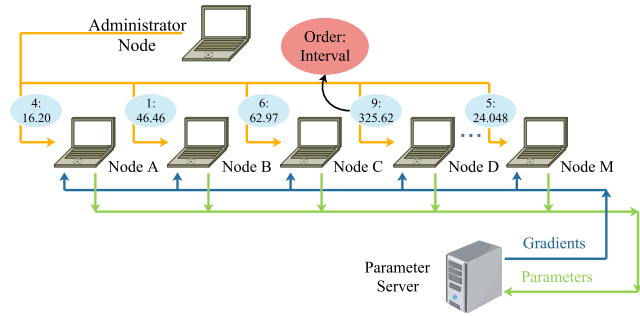 Administrator
Node
Order:
Interval
4:
16.20
1:
46.46
6:
62.97
9:
325.62
5:
24.048
...
Node A
Node B
Node C
Node D
Node M
Gradients
Parameter
Server
Parameters